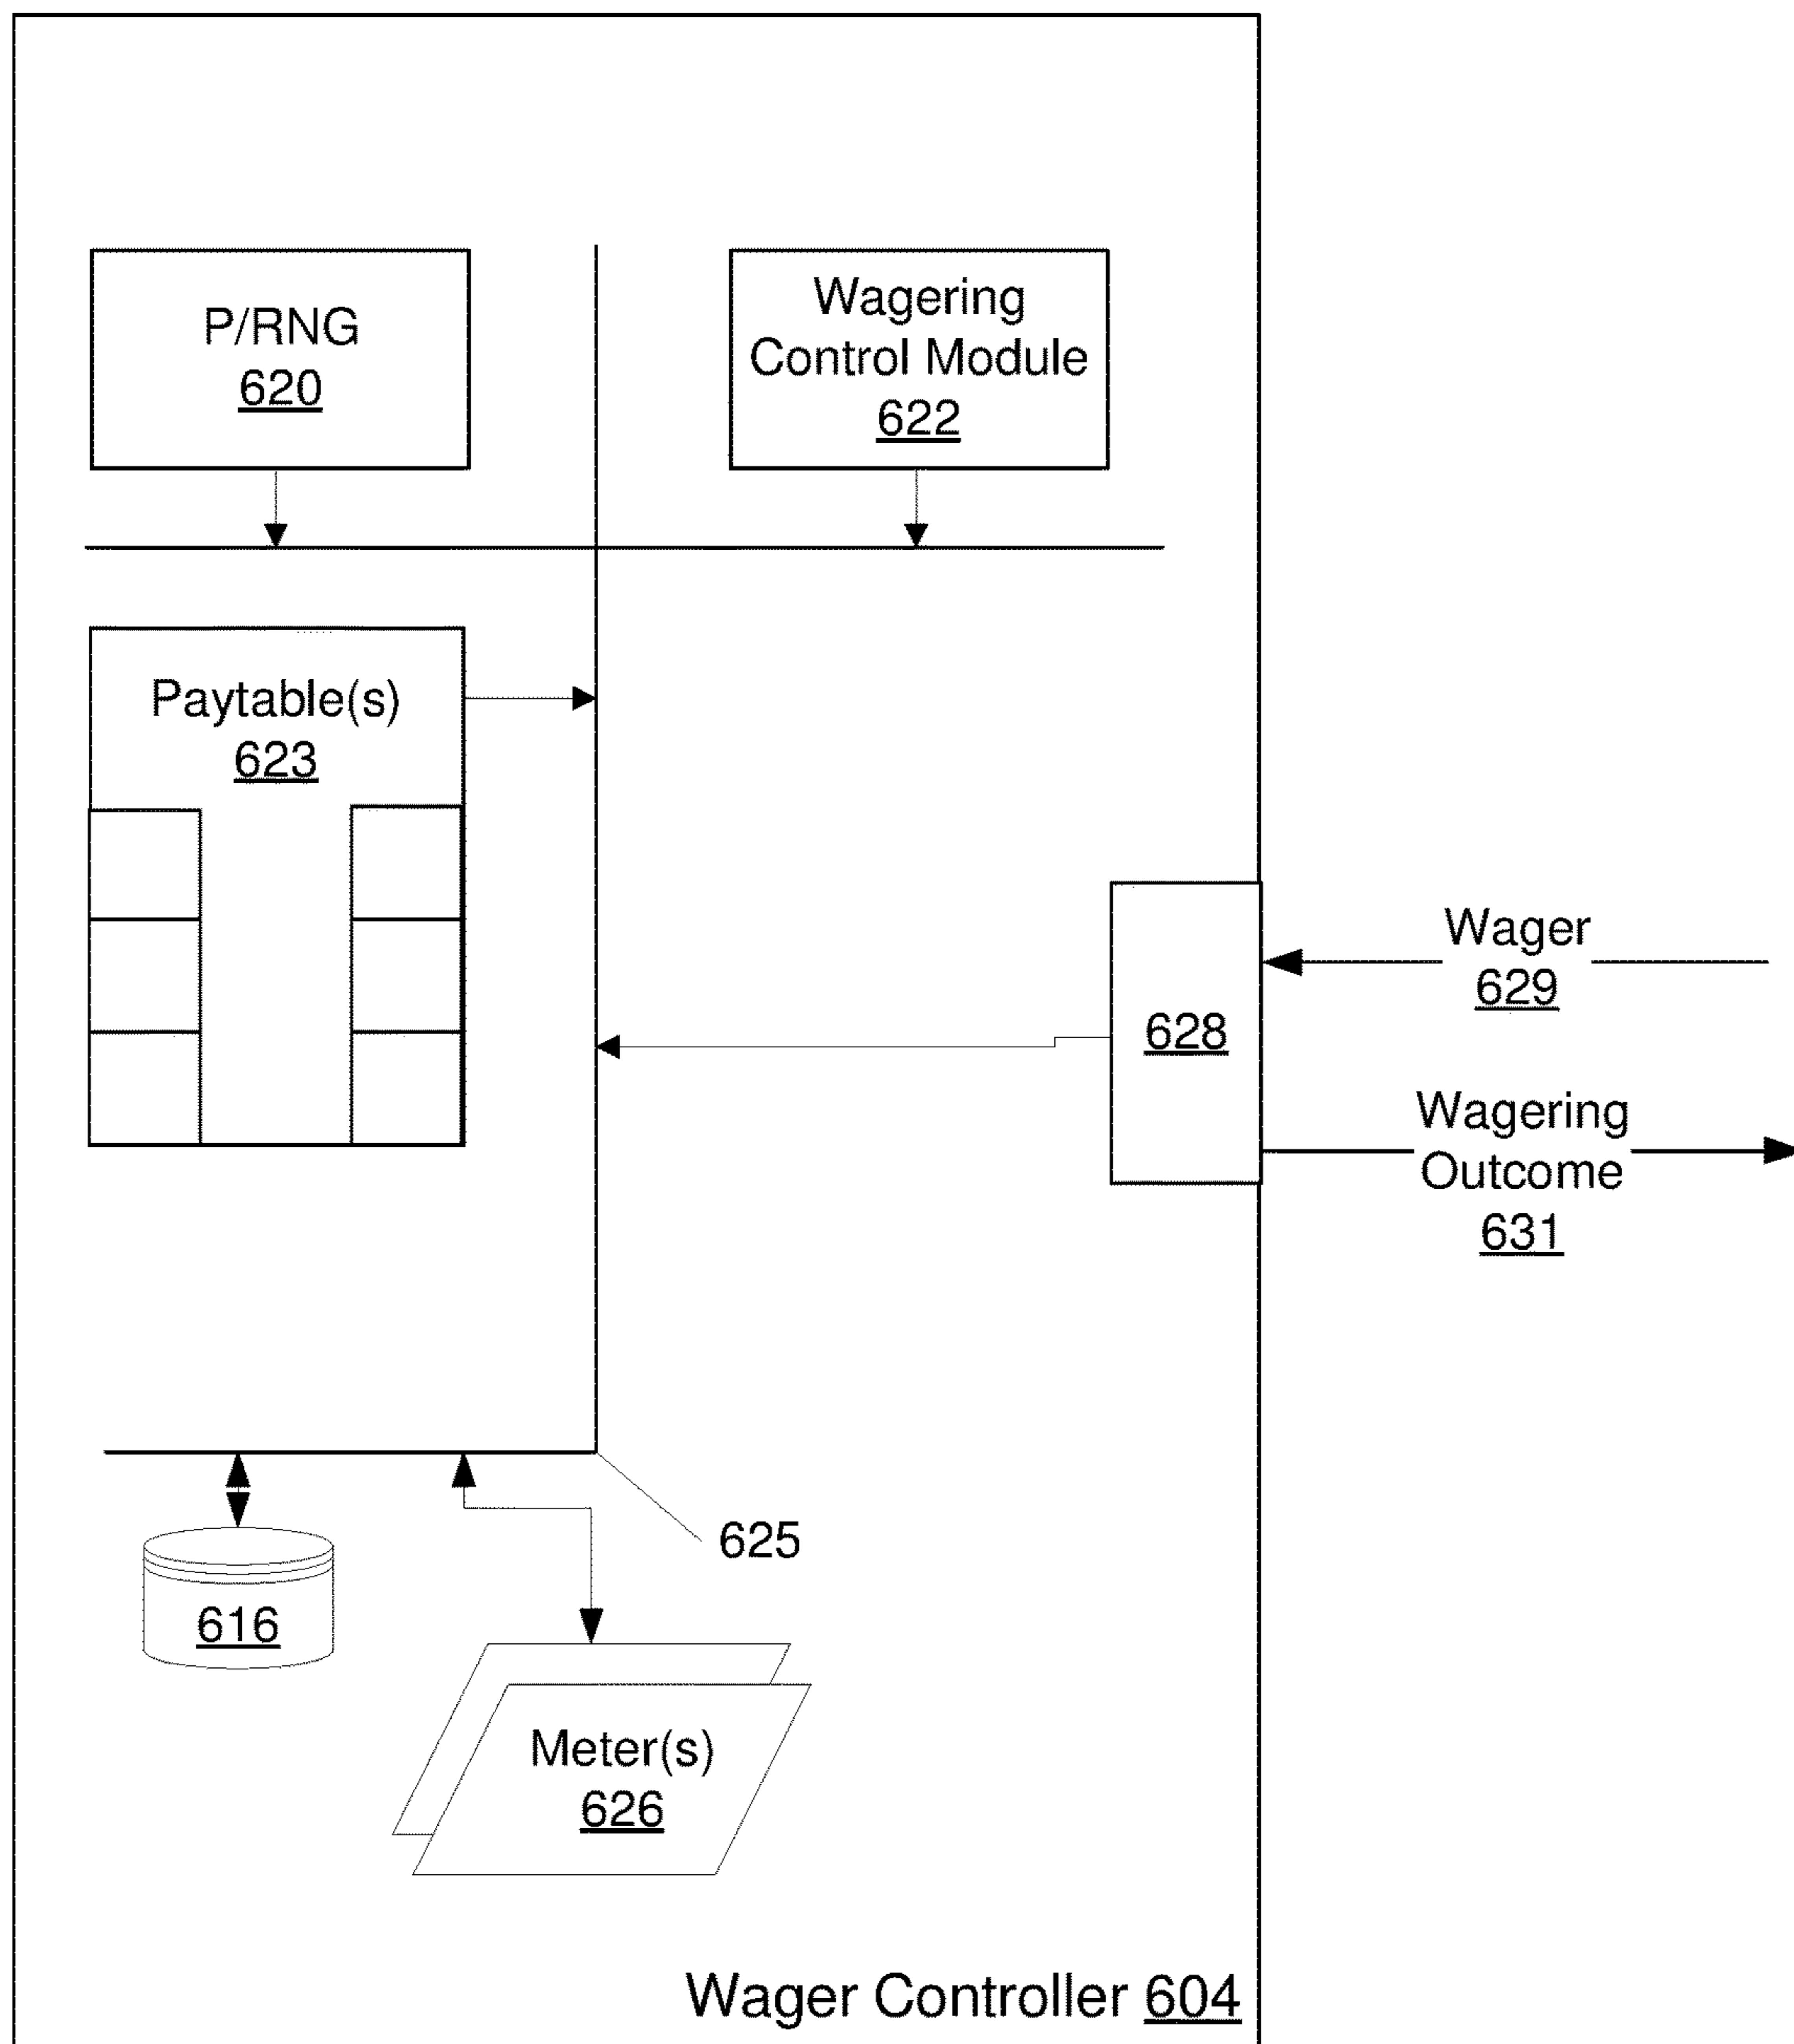 P/RNG
620
Wagering
Control Module
622
Paytable(s)
623
Wager
629
628
Wagering
Outcome
631
625
616
Meter(s)
626
Wager Controller 604